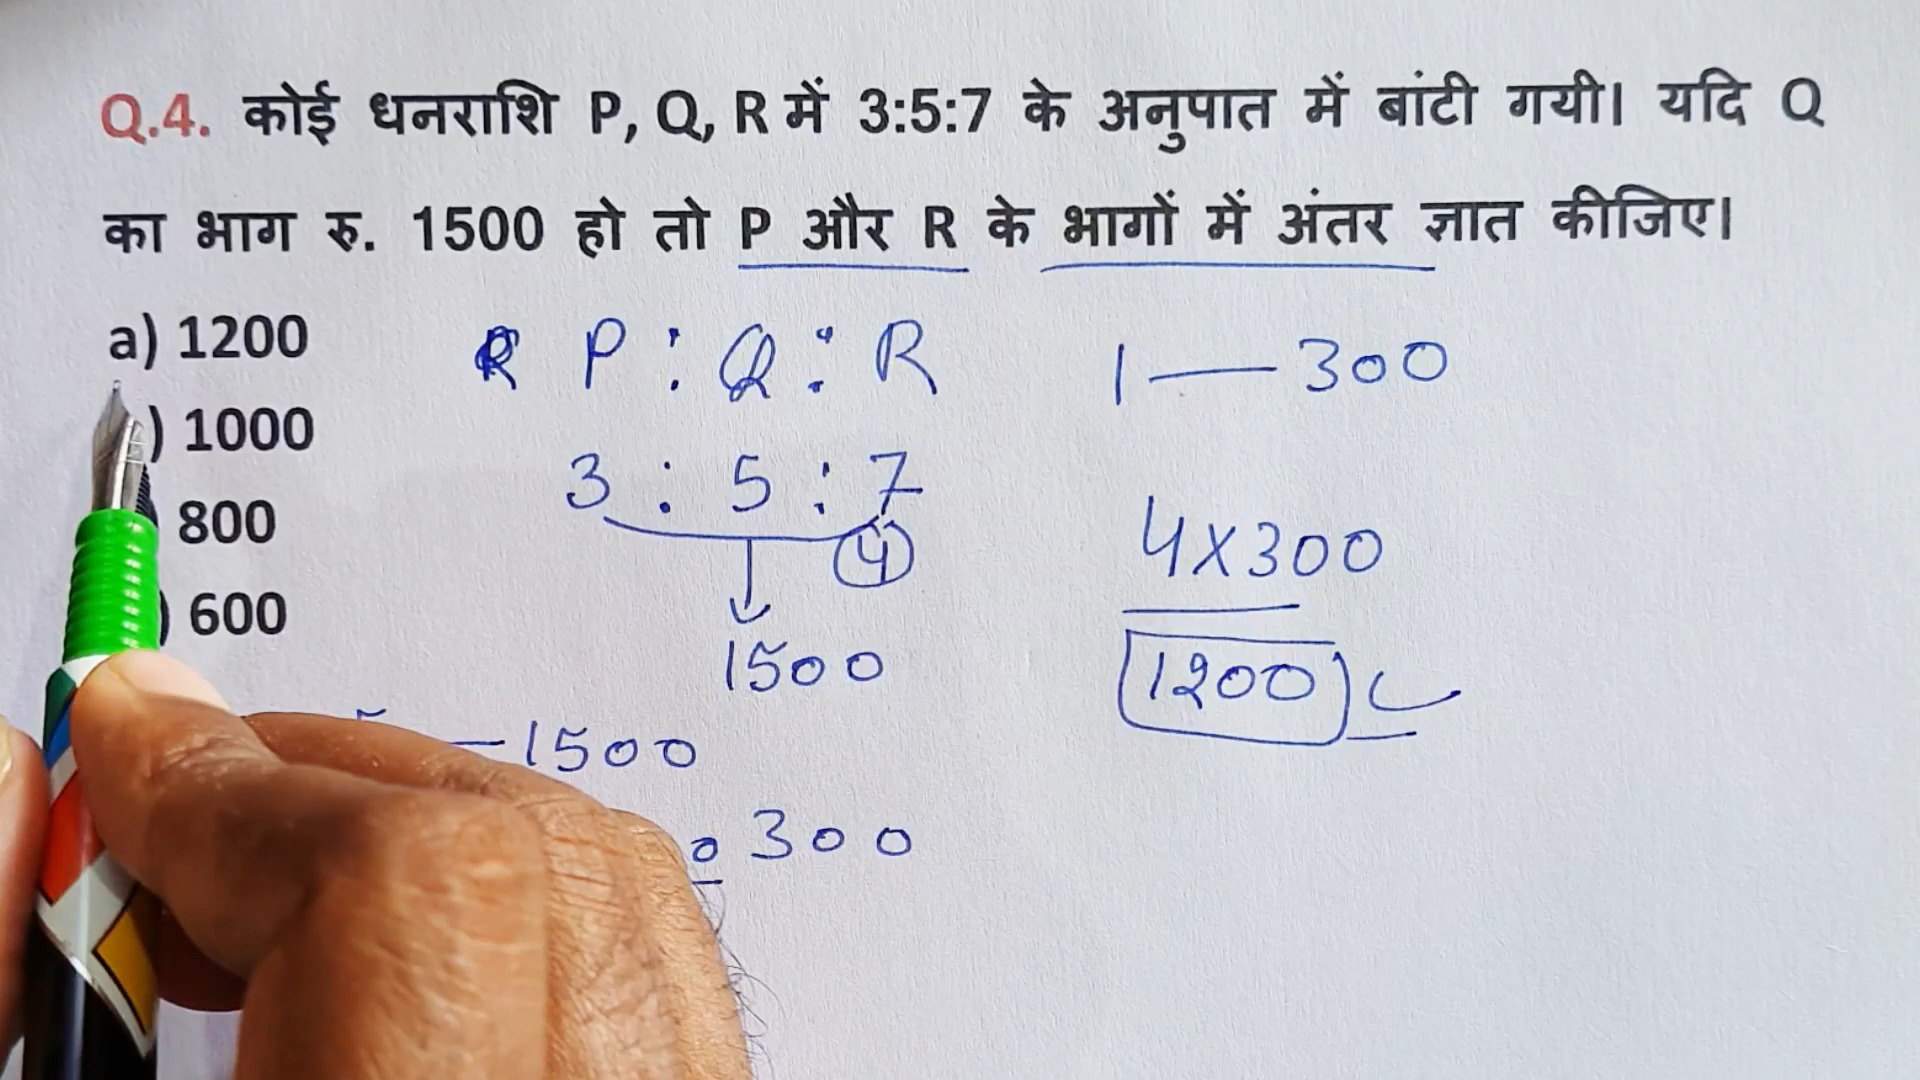 Q.4. कोई धनराशि P, Q, R में 3:5:7 के अनुपात में बांटी गयी। यदि Q
का भाग रु. 1500 हो तो P और R के भागों में अंतर ज्ञात कीजिए।
a) 1200
) 1000
800
) 600
P : Q : R
3 : 5 : 7
4
1500
— 1500
0 300
1 — 300
4 X 300
1200